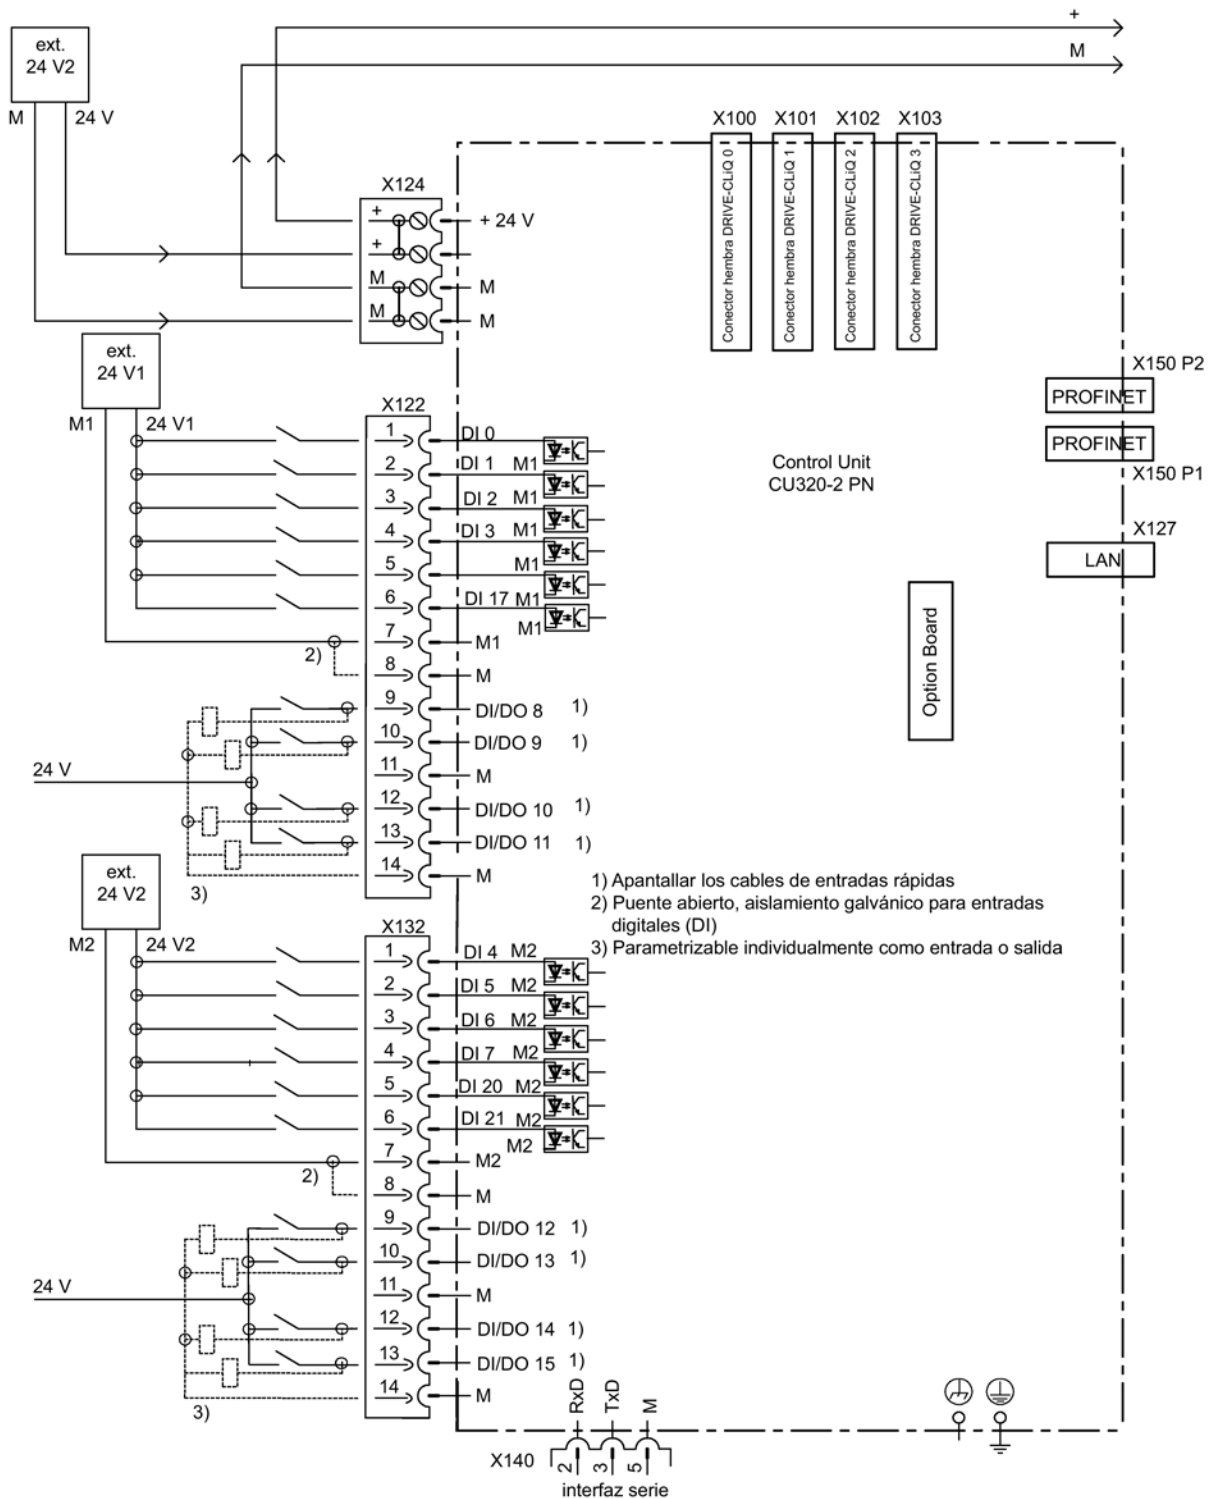 +
M
ext.
24 V2
M 24 V
X100 X101 X102 X103
Conector hembra DRIVE-CLiQ 0
Conector hembra DRIVE-CLiQ 1
Conector hembra DRIVE-CLiQ 2
Conector hembra DRIVE-CLiQ 3
X124
+ + 24 V
+
M M
M M
ext.
24 V1
M1 24 V1
X150 P2
PROFINET
PROFINET
X150 P1
X127
LAN
Control Unit
CU320-2 PN
Option Board
X122
1 DI 0
2 DI 1 M1
3 DI 2 M1
4 DI 3 M1
5 M1
6 DI 17 M1
M1
7 M1
2)
8 M
9 DI/DO 8 1)
10 DI/DO 9 1)
24 V
11 M
12 DI/DO 10 1)
13 DI/DO 11 1)
14 M
3)
1) Apantallar los cables de entradas rápidas
2) Puente abierto, aislamiento galvánico para entradas
digitales (DI)
3) Parametrizable individualmente como entrada o salida
ext.
24 V2
M2 24 V2
X132
1 DI 4 M2
2 DI 5 M2
3 DI 6 M2
4 DI 7 M2
5 DI 20 M2
6 DI 21 M2
M2
7 M2
2)
8 M
9 DI/DO 12 1)
10 DI/DO 13 1)
24 V
11 M
12 DI/DO 14 1)
13 DI/DO 15 1)
14 M
3)
RxD TxD M
X140
2 3 5
interfaz serie